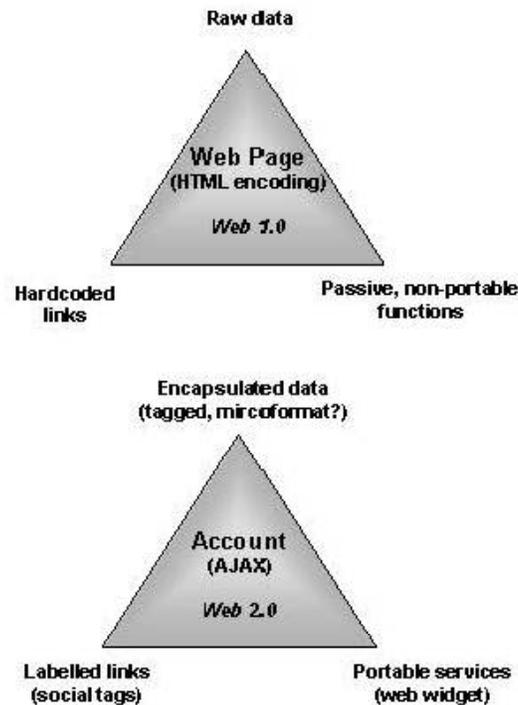 Raw data
Web Page
(HTML encoding)
Web 1.0
Hardcoded
links
Passive, non-portable
functions
Encapsulated data
(tagged, mircoformat?)
Account
(AJAX)
Web 2.0
Labelled links
(social tags)
Portable services
(web widget)